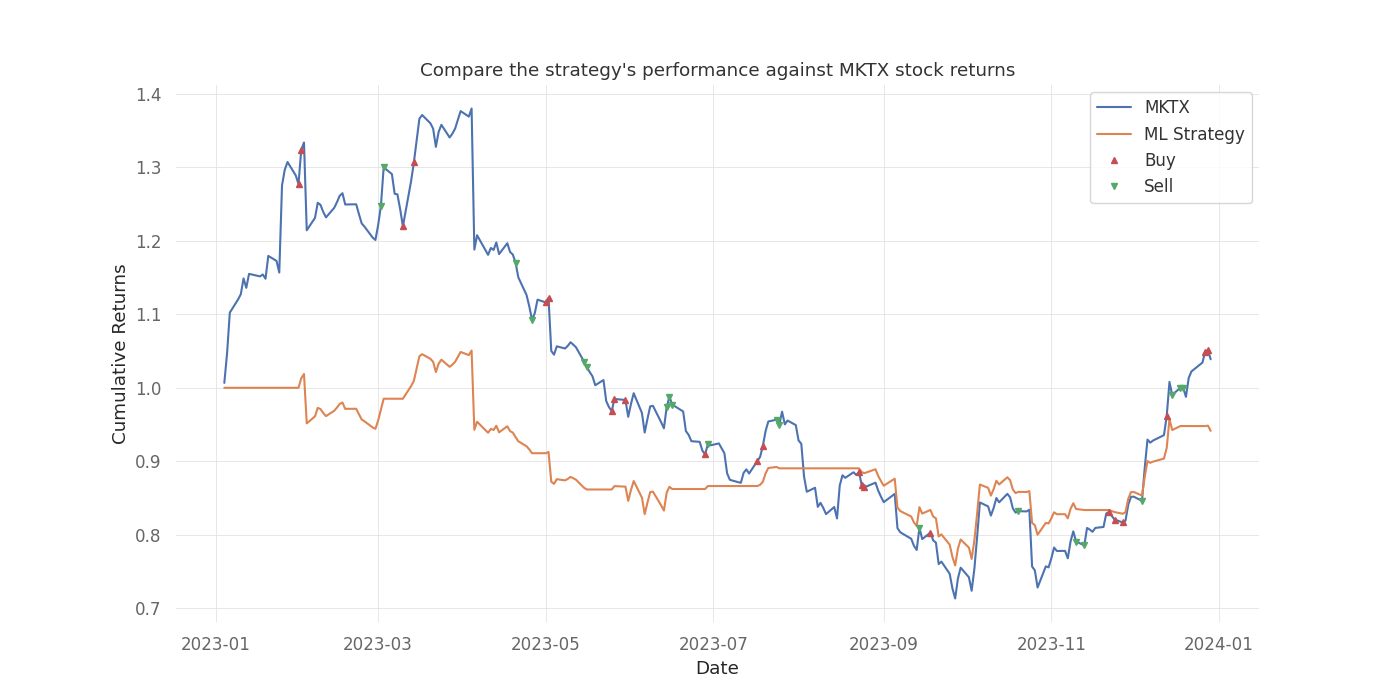 Compare the strategy's performance against MKTX stock returns
MKTX
ML Strategy
Buy
Sell
Cumulative Returns
1.4
1.3
1.2
1.1
1.0
0.9
0.8
0.7
2023-01
2023-03
2023-05
2023-07
2023-09
2023-11
2024-01
Date